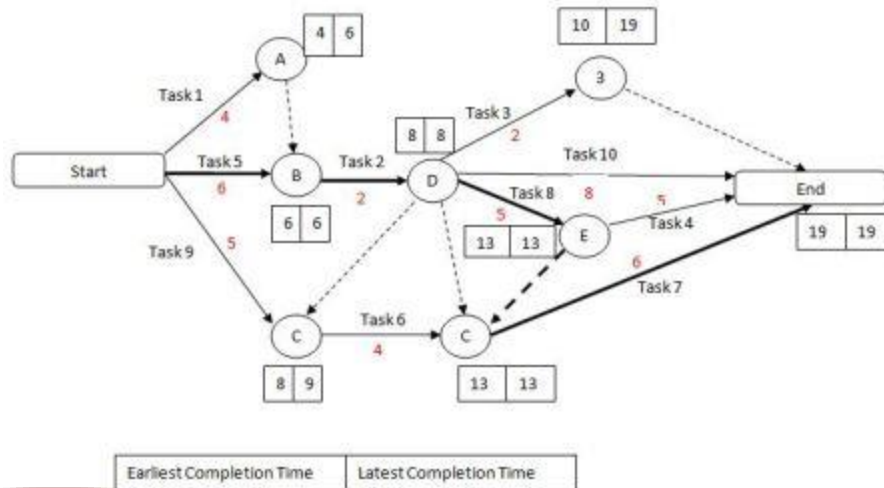 4 6
10 19
A
3
Task 1
4
Task 3
2
8 8
Start
Task 5
6
Task 2
2
B
D
Task 10
8
End
Task 8
5
5
Task 4
6 6
13 13
E
19 19
Task 9
5
6
Task 7
C
Task 6
4
C
8 9
13 13
Earliest Completion Time Latest Completion Time